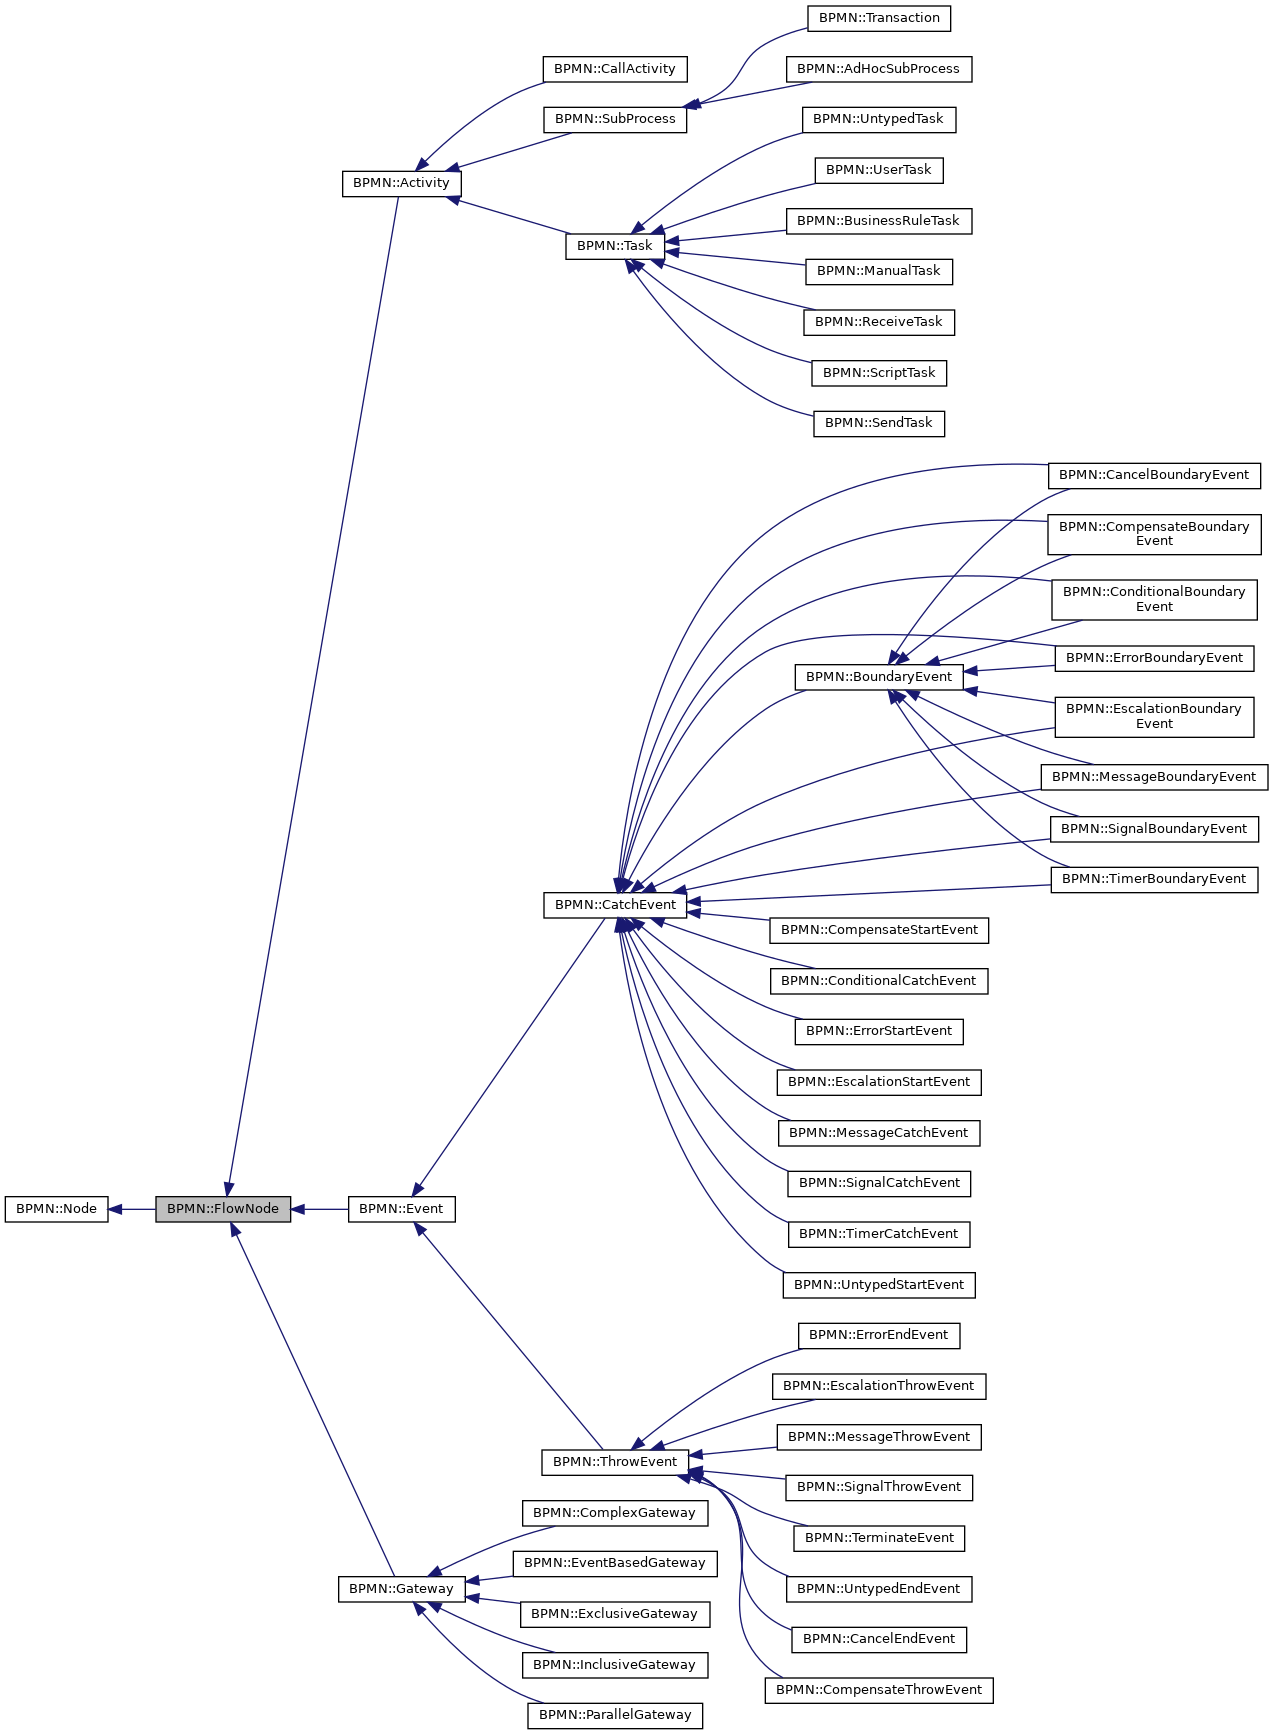 BPMN::Transaction
BPMN::CallActivity
BPMN::AdHocSubProcess
BPMN::SubProcess
BPMN::UntypedTask
BPMN::UserTask
BPMN::Activity
BPMN::BusinessRuleTask
BPMN::Task
BPMN::ManualTask
BPMN::ReceiveTask
BPMN::ScriptTask
BPMN::SendTask
BPMN::CancelBoundaryEvent
BPMN::CompensateBoundary
Event
BPMN::ConditionalBoundary
Event
BPMN::ErrorBoundaryEvent
BPMN::BoundaryEvent
BPMN::EscalationBoundary
Event
BPMN::MessageBoundaryEvent
BPMN::SignalBoundaryEvent
BPMN::TimerBoundaryEvent
BPMN::CatchEvent
BPMN::CompensateStartEvent
BPMN::ConditionalCatchEvent
BPMN::ErrorStartEvent
BPMN::EscalationStartEvent
BPMN::MessageCatchEvent
BPMN::SignalCatchEvent
BPMN::Node
BPMN::FlowNode
BPMN::Event
BPMN::TimerCatchEvent
BPMN::UntypedStartEvent
BPMN::ErrorEndEvent
BPMN::EscalationThrowEvent
BPMN::MessageThrowEvent
BPMN::ThrowEvent
BPMN::SignalThrowEvent
BPMN::ComplexGateway
BPMN::TerminateEvent
BPMN::EventBasedGateway
BPMN::Gateway
BPMN::UntypedEndEvent
BPMN::ExclusiveGateway
BPMN::CancelEndEvent
BPMN::InclusiveGateway
BPMN::CompensateThrowEvent
BPMN::ParallelGateway